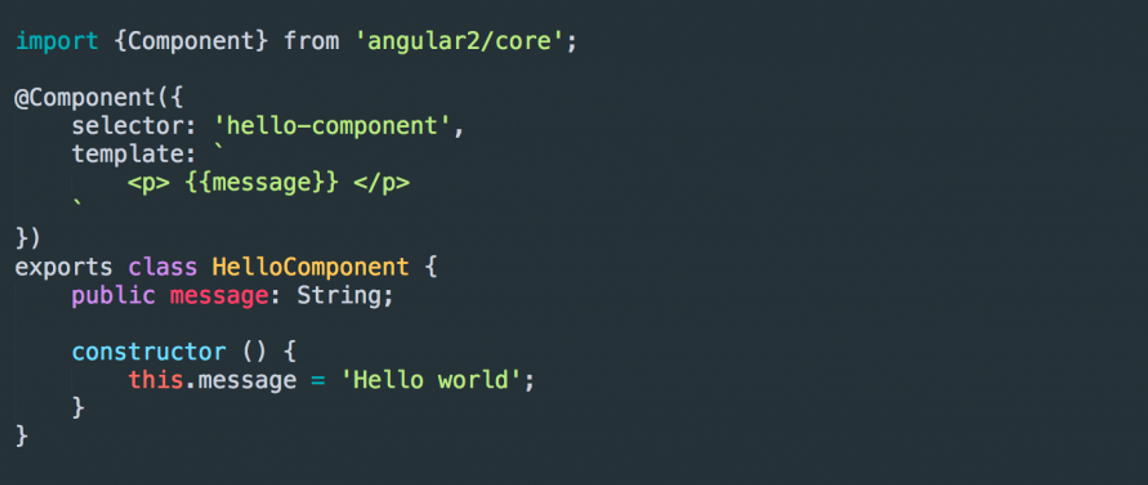 import {Component} from 'angular2/core';
@Component({
    selector: 'hello-component',
    template: `
        <p> {{message}} </p>
    `
})
exports class HelloComponent {
    public message: String;
    constructor () {
        this.message = 'Hello world';
    }
}